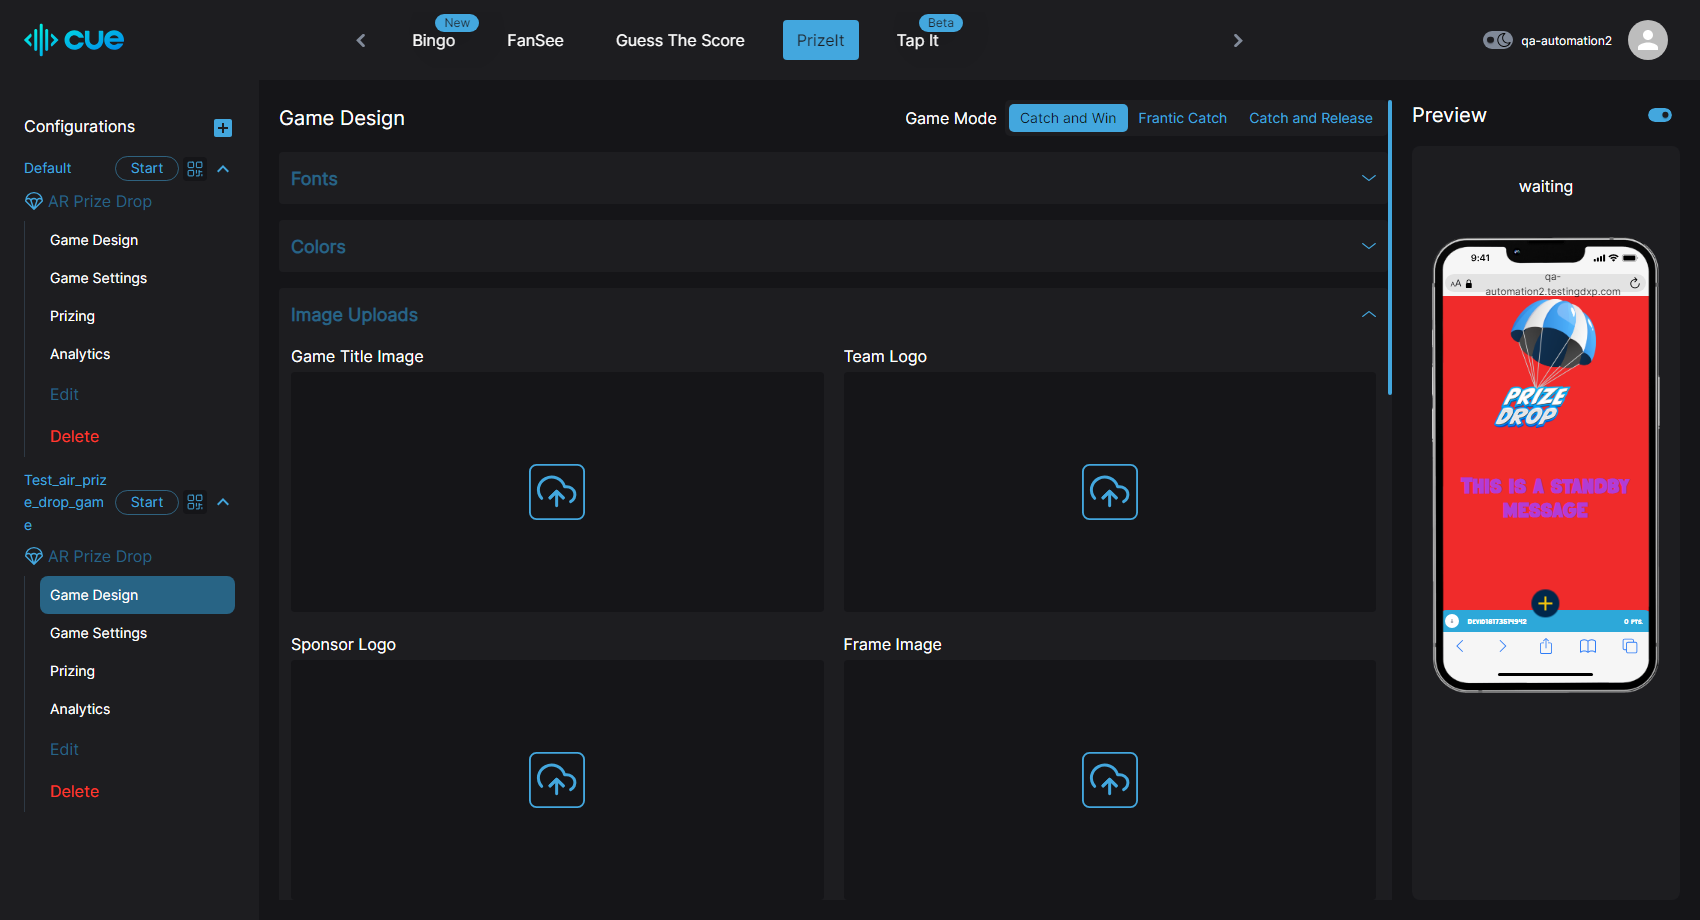 cue
New
Beta
Bingo
FanSee
Guess The Score
PrizeIt
Tap It
qa-automation2
Configurations
Default
Start
AR Prize Drop
Game Design
Game Settings
Prizing
Analytics
Edit
Delete
Test_air_priz
e_drop_gam
e
Start
AR Prize Drop
Game Design
Game Settings
Prizing
Analytics
Edit
Delete
Game Design
Game Mode
Catch and Win
Frantic Catch
Catch and Release
Fonts
Colors
Image Uploads
Game Title Image
Team Logo
Sponsor Logo
Frame Image
Preview
waiting
9:41
AA
qa-
automation2.testingdxp.com
PRIZE
DROP
THIS IS A STANDBY
MESSAGE
0 PTS.